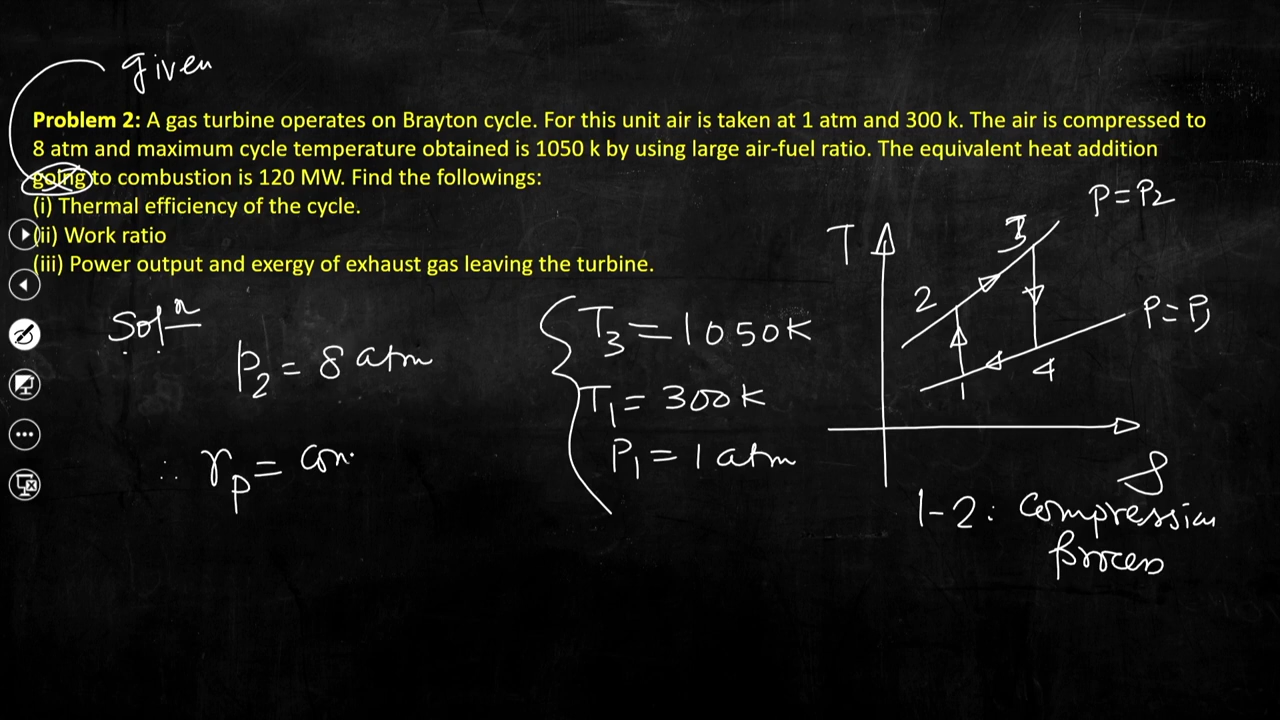 given
Problem 2: A gas turbine operates on Brayton cycle. For this unit air is taken at 1 atm and 300 k. The air is compressed to
8 atm and maximum cycle temperature obtained is 1050 k by using large air-fuel ratio. The equivalent heat addition
going to combustion is 120 MW. Find the followings:
(i) Thermal efficiency of the cycle.
(ii) Work ratio
(iii) Power output and exergy of exhaust gas leaving the turbine.
Solⁿ
P₂ = 8 atm
∴ r_p = com
T₃ = 1050K
T₁ = 300K
P₁ = 1 atm
T
3
P=P₂
2
P=P₁
4
1
S
1-2: Compression
process